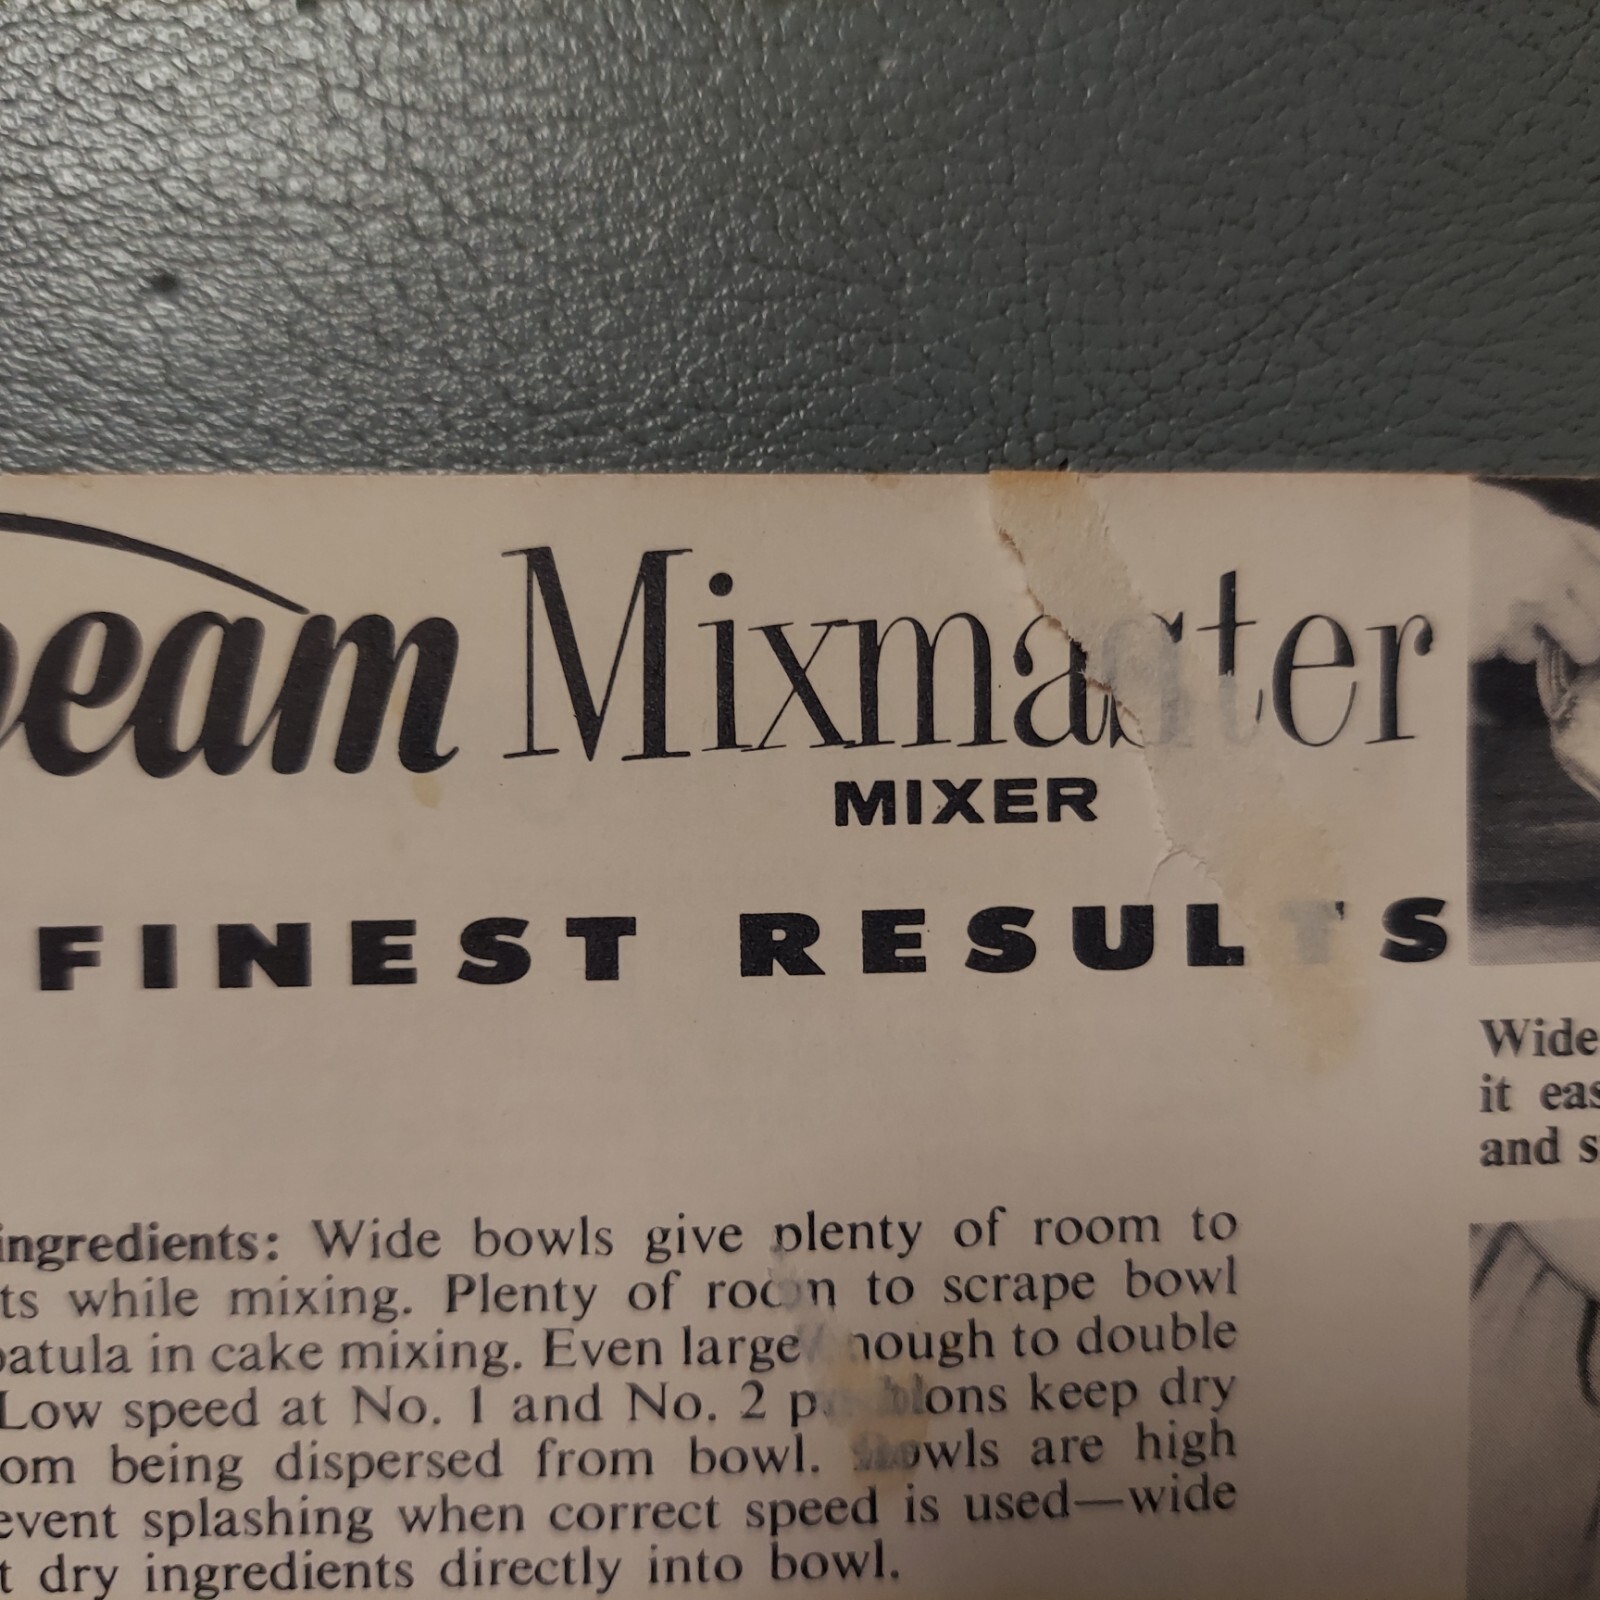 beam Mixmaster
MIXER
FINEST RESULTS
Wide
it eas
and s
ingredients: Wide bowls give plenty of room to
ts while mixing. Plenty of room to scrape bowl
patula in cake mixing. Even large enough to double
Low speed at No. 1 and No. 2 positions keep dry
om being dispersed from bowl. Bowls are high
event splashing when correct speed is used—wide
t dry ingredients directly into bowl.